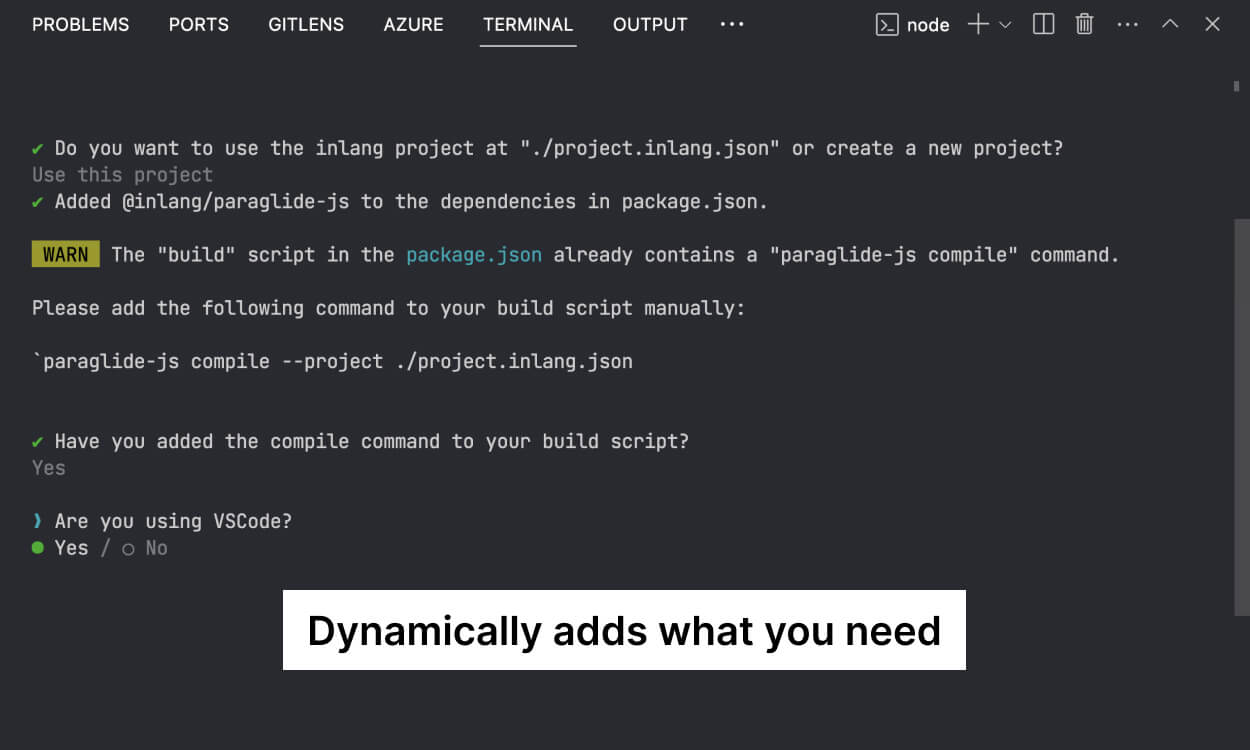 PROBLEMS PORTS GITLENS AZURE TERMINAL OUTPUT ··· node
✔ Do you want to use the inlang project at "./project.inlang.json" or create a new project?
Use this project
✔ Added @inlang/paraglide-js to the dependencies in package.json.
WARN The "build" script in the package.json already contains a "paraglide-js compile" command.
Please add the following command to your build script manually:
`paraglide-js compile --project ./project.inlang.json
✔ Have you added the compile command to your build script?
Yes
❯ Are you using VSCode?
● Yes / ○ No
Dynamically adds what you need